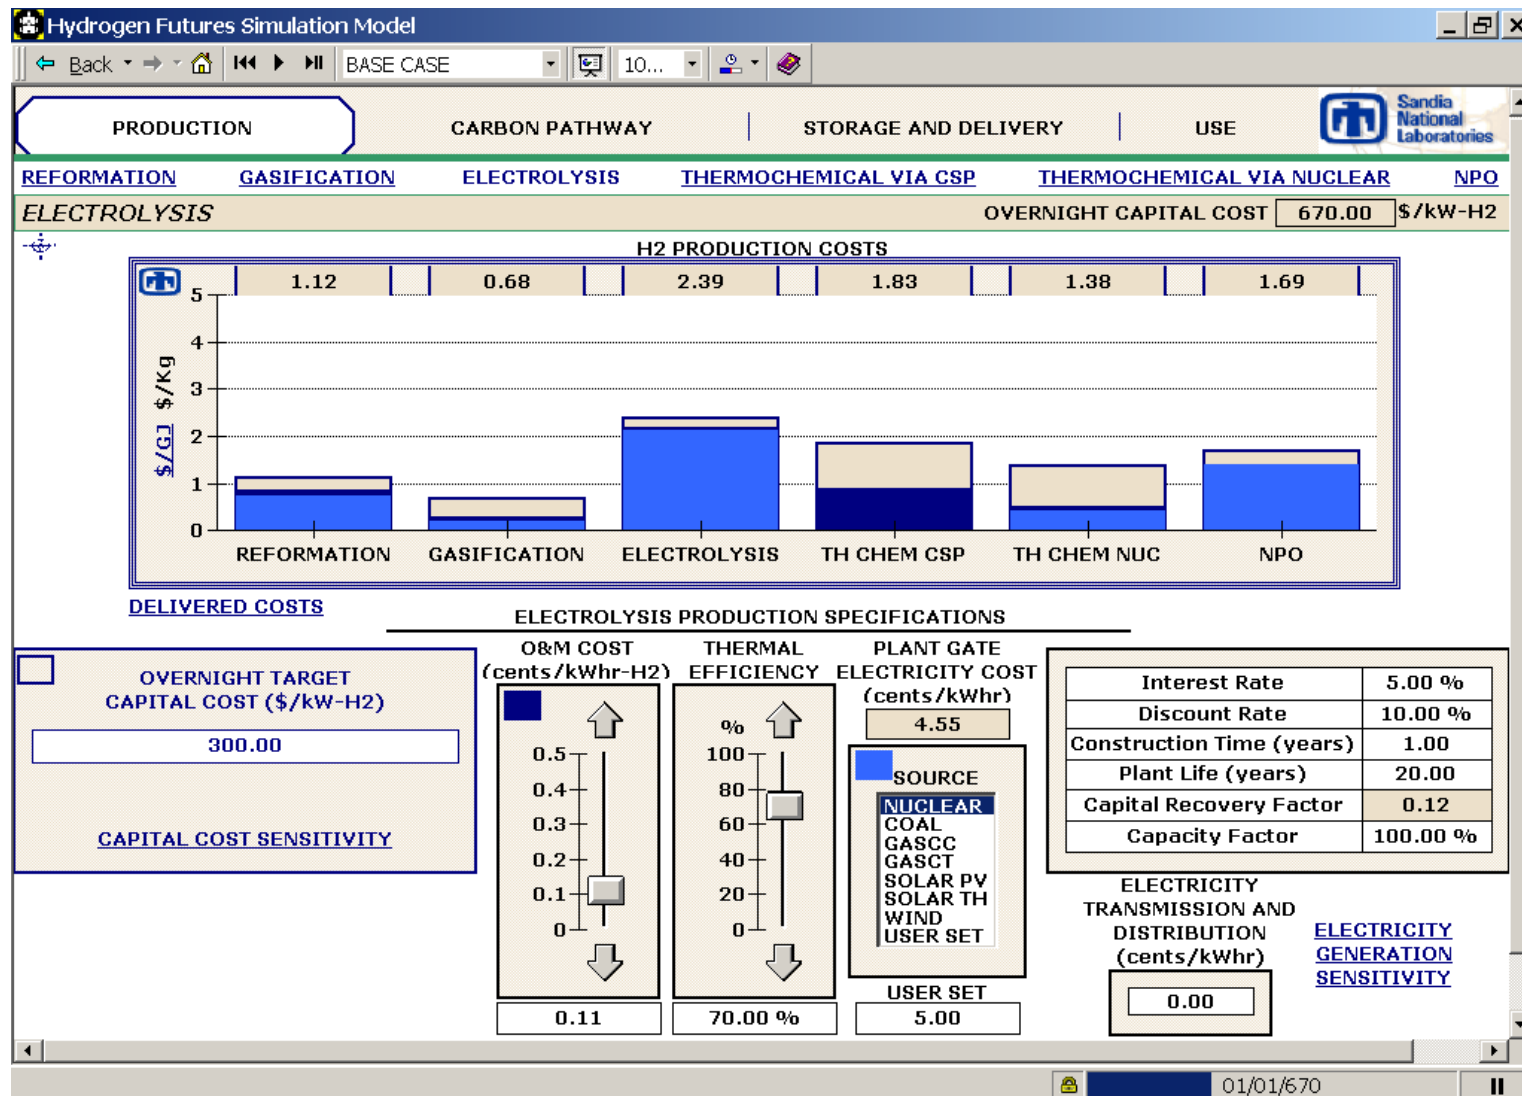 Hydrogen Futures Simulation Model
Back
BASE CASE
10...
PRODUCTION
CARBON PATHWAY
STORAGE AND DELIVERY
USE
Sandia
National
Laboratories
REFORMATION
GASIFICATION
ELECTROLYSIS
THERMOCHEMICAL VIA CSP
THERMOCHEMICAL VIA NUCLEAR
NPO
ELECTROLYSIS
OVERNIGHT CAPITAL COST 670.00 $/kW-H2
H2 PRODUCTION COSTS
1.12
0.68
2.39
1.83
1.38
1.69
$/GJ $/Kg
5
4
3
2
1
0
REFORMATION
GASIFICATION
ELECTROLYSIS
TH CHEM CSP
TH CHEM NUC
NPO
DELIVERED COSTS
ELECTROLYSIS PRODUCTION SPECIFICATIONS
OVERNIGHT TARGET
CAPITAL COST ($/kW-H2)
300.00
CAPITAL COST SENSITIVITY
O&M COST
(cents/kWhr-H2)
0.5
0.4
0.3
0.2
0.1
0
0.11
THERMAL
EFFICIENCY
%
100
80
60
40
20
0
70.00 %
PLANT GATE
ELECTRICITY COST
(cents/kWhr)
4.55
SOURCE
NUCLEAR
COAL
GASCC
GASCT
SOLAR PV
SOLAR TH
WIND
USER SET
USER SET
5.00
Interest Rate 5.00 %
Discount Rate 10.00 %
Construction Time (years) 1.00
Plant Life (years) 20.00
Capital Recovery Factor 0.12
Capacity Factor 100.00 %
ELECTRICITY
TRANSMISSION AND
DISTRIBUTION
(cents/kWhr)
0.00
ELECTRICITY
GENERATION
SENSITIVITY
01/01/670